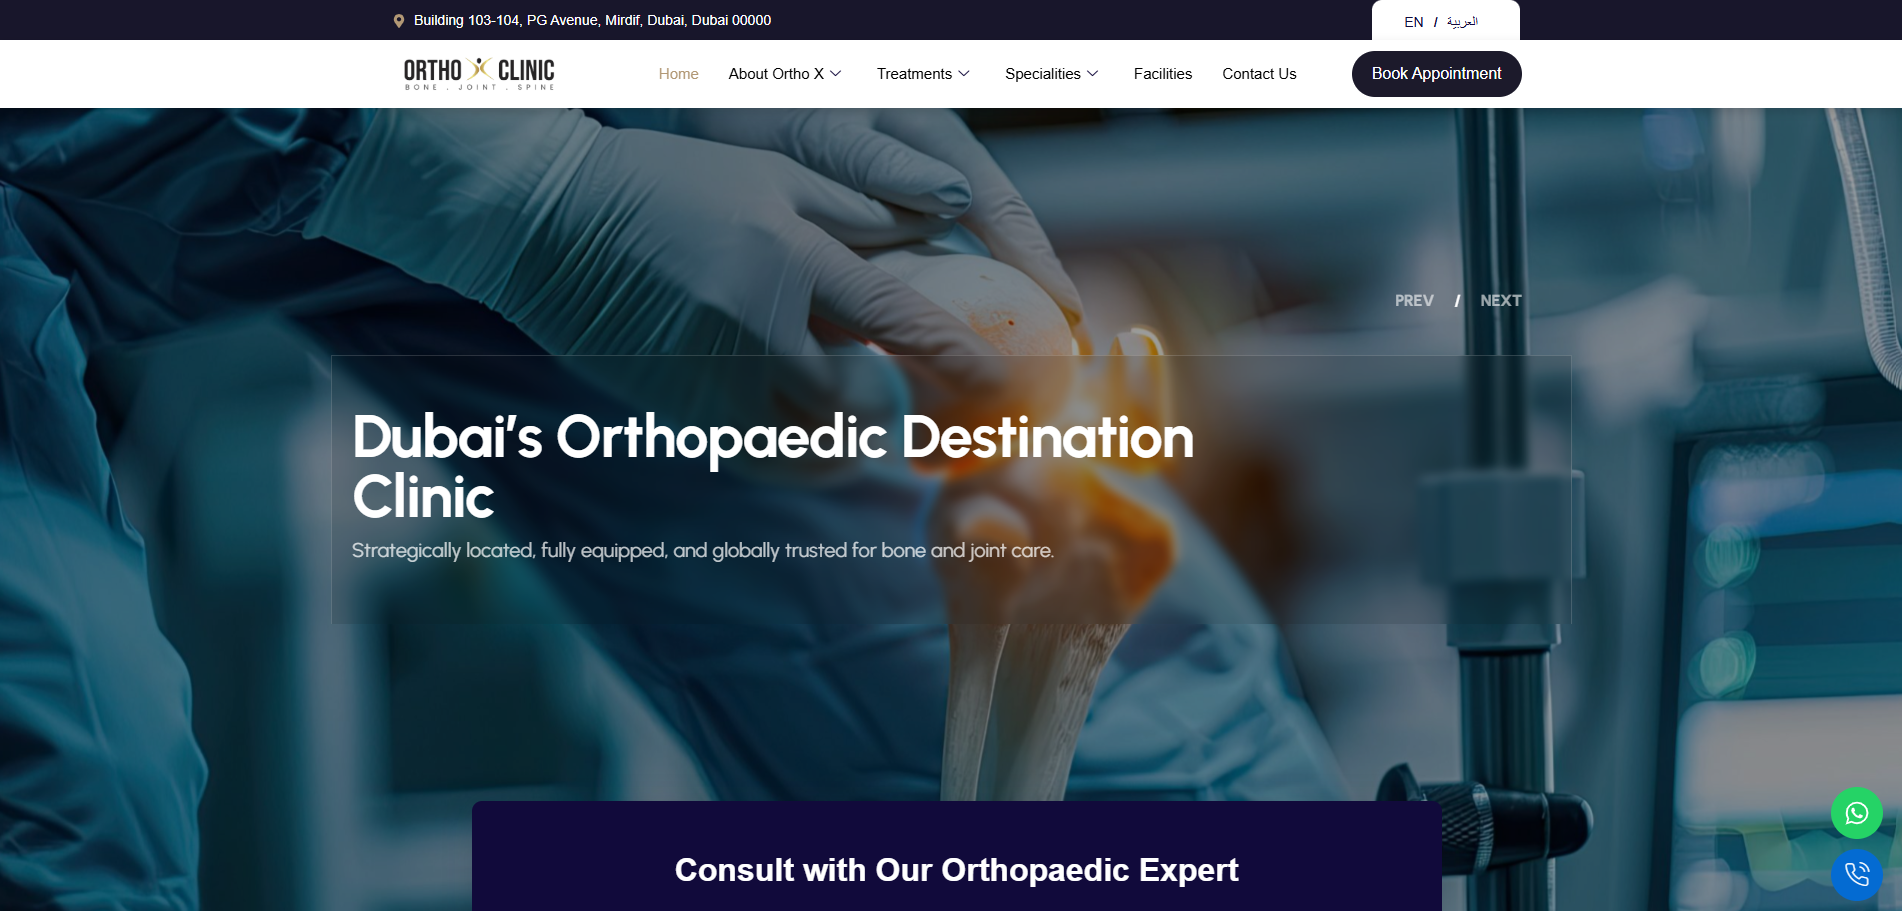 Building 103-104, PG Avenue, Mirdif, Dubai, Dubai 00000
EN / العربية
ORTHO X CLINIC
BONE . JOINT . SPINE
Home
About Ortho X
Treatments
Specialities
Facilities
Contact Us
Book Appointment
PREV / NEXT
Dubai’s Orthopaedic Destination
Clinic
Strategically located, fully equipped, and globally trusted for bone and joint care.
Consult with Our Orthopaedic Expert